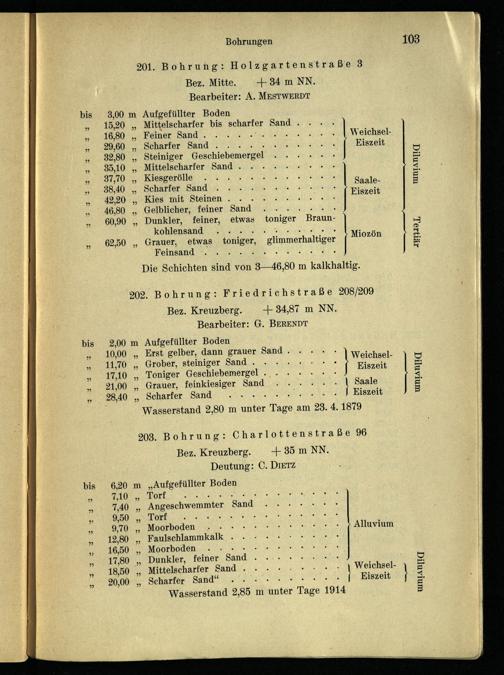 Bohrungen 103
201. Bohrung: Holzgartenstraße 3
Bez. Mitte. + 34 m NN.
Bearbeiter: A. Mestwerdt
bis 3,00 m Aufgefüllter Boden
„ 15,20 „ Mittelscharfer bis scharfer Sand . . . .
„ 16,80 „ Feiner Sand . . . . . . . . . . . Weichsel-
„ 29,60 „ Scharfer Sand . . . . . . . . . . Eiszeit
„ 32,80 „ Steiniger Geschiebemergel . . . . . .
„ 35,10 „ Mittelscharfer Sand . . . . . . . . Diluvium
„ 37,70 „ Kiesgerölle . . . . . . . . . . . Saale-
„ 38,40 „ Scharfer Sand . . . . . . . . . . Eiszeit
„ 42,20 „ Kies mit Steinen . . . . . . . . .
„ 46,80 „ Gelblicher, feiner Sand . . . . . . .
„ 60,90 „ Dunkler, feiner, etwas toniger Braun-
kohlensand . . . . . . . . . . Miozön Tertiär
„ 62,50 „ Grauer, etwas toniger, glimmerhaltiger
Feinsand . . . . . . . . . . .
Die Schichten sind von 3—46,80 m kalkhaltig.
202. Bohrung: Friedrichstraße 208/209
Bez. Kreuzberg. + 34,87 m NN.
Bearbeiter: G. Berendt
bis 2,00 m Aufgefüllter Boden
„ 10,00 „ Erst gelber, dann grauer Sand . . . . . Weichsel-
„ 11,70 „ Grober, steiniger Sand . . . . . . . Eiszeit
„ 17,10 „ Toniger Geschiebemergel . . . . . . . Diluvium
„ 21,00 „ Grauer, feinkiesiger Sand . . . . . . Saale
„ 28,40 „ Scharfer Sand . . . . . . . . . Eiszeit
Wasserstand 2,80 m unter Tage am 23. 4. 1879
203. Bohrung: Charlottenstraße 96
Bez. Kreuzberg. + 35 m NN.
Deutung: C. Dietz
bis 6,20 m „Aufgefüllter Boden
„ 7,10 „ Torf . . . . . . . . . . . .
„ 7,40 „ Angeschwemmter Sand . . . . . . .
„ 9,50 „ Torf . . . . . . . . . . . .
„ 9,70 „ Moorboden . . . . . . . . . . . Alluvium
„ 12,80 „ Faulschlammkalk . . . . . . . . .
„ 16,50 „ Moorboden . . . . . . . . . . .
„ 17,80 „ Dunkler, feiner Sand . . . . . . . .
„ 18,50 „ Mittelscharfer Sand . . . . . . . . Weichsel-
„ 20,00 „ Scharfer Sand“ . . . . . . . . . Eiszeit Diluvium
Wasserstand 2,85 m unter Tage 1914